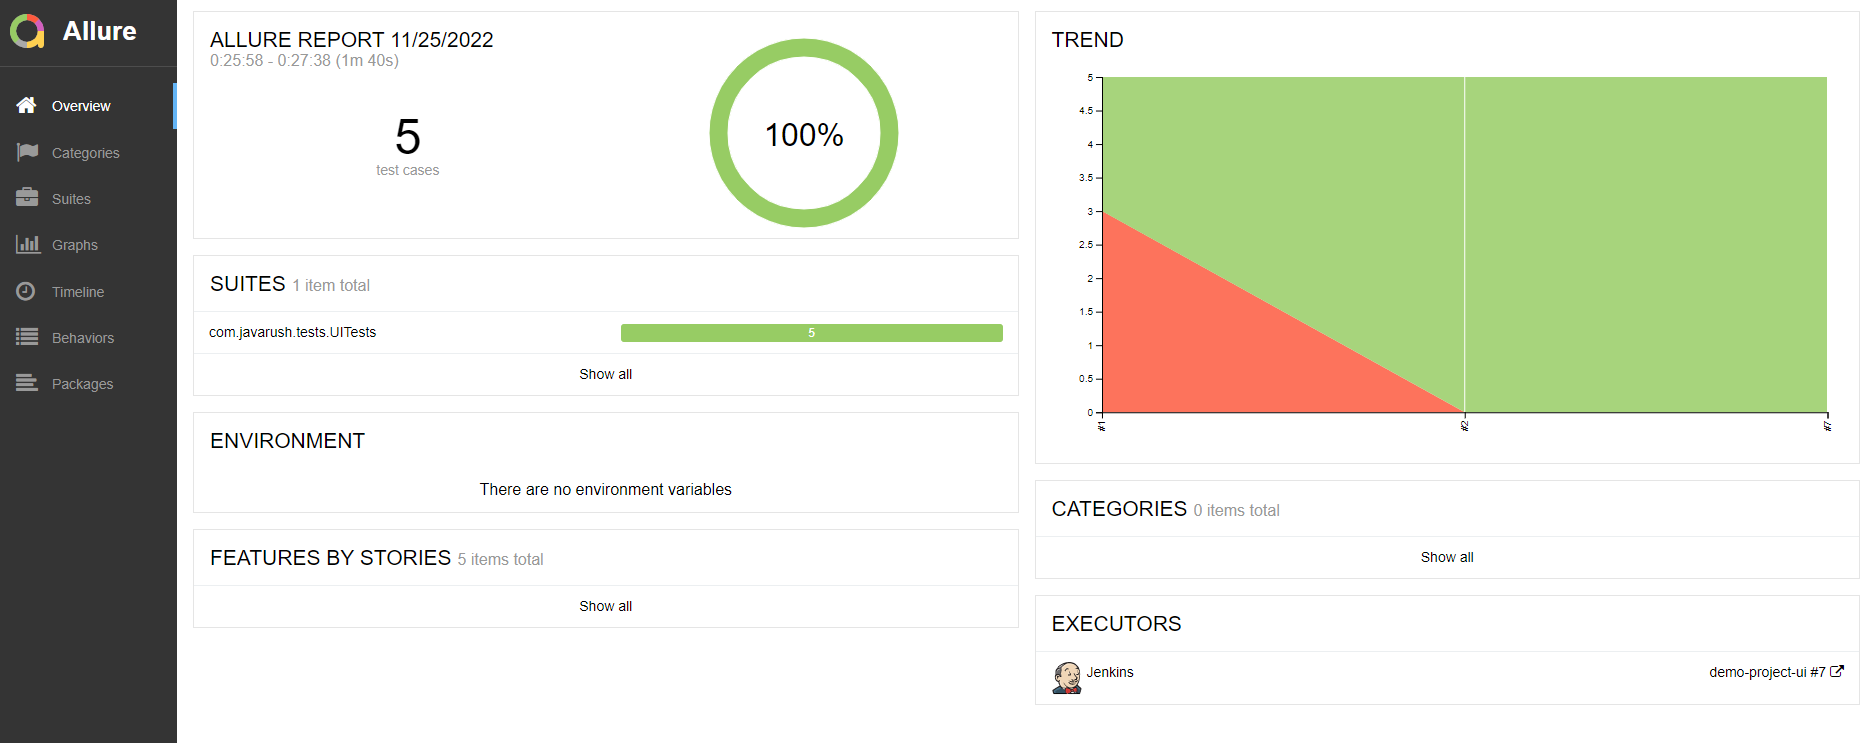 Allure
Overview
Categories
Suites
Graphs
Timeline
Behaviors
Packages
ALLURE REPORT 11/25/2022
0:25:58 - 0:27:38 (1m 40s)
5
test cases
100%
SUITES 1 item total
com.javarush.tests.UITests
5
Show all
ENVIRONMENT
There are no environment variables
FEATURES BY STORIES 5 items total
Show all
TREND
5
4.5
4
3.5
3
2.5
2
1.5
1
0.5
0
#1
#2
#7
CATEGORIES 0 items total
Show all
EXECUTORS
Jenkins
demo-project-ui #7